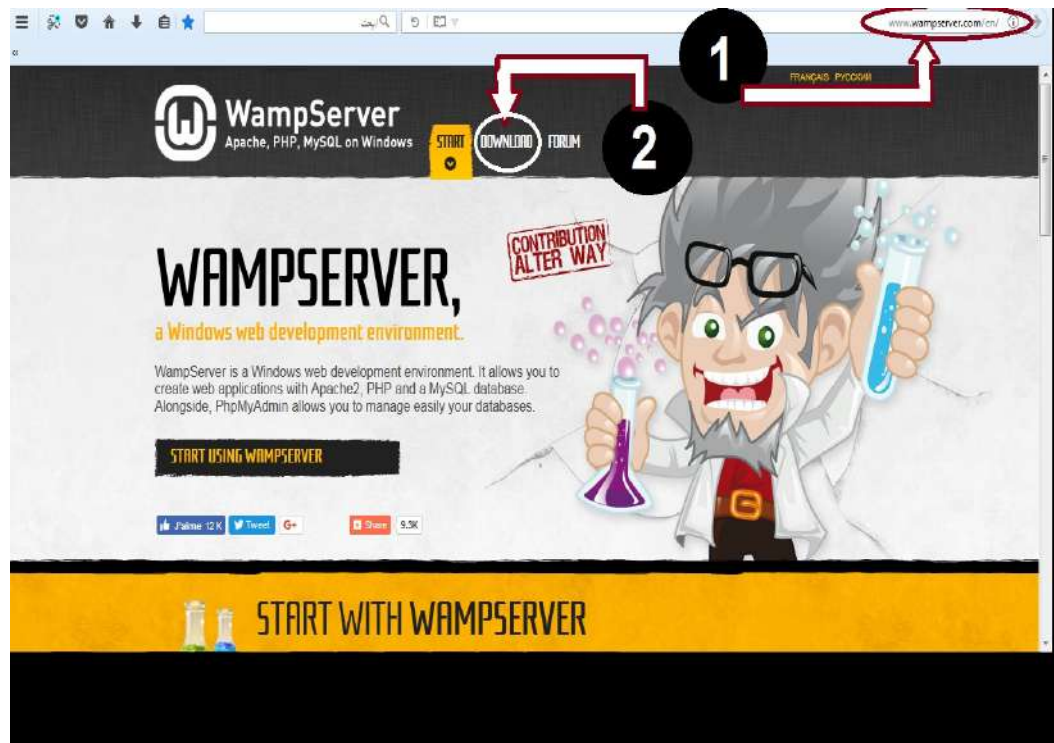 بحث
www.wampserver.com/en/
1
FRANÇAIS РУССКИЙ
WampServer
Apache, PHP, MySQL on Windows
START DOWNLOAD FORUM
2
CONTRIBUTION
ALTER WAY
WAMPSERVER,
a Windows web development environment.
WampServer is a Windows web development environment. It allows you to
create web applications with Apache2, PHP and a MySQL database.
Alongside, PhpMyAdmin allows you to manage easily your databases.
START USING WAMPSERVER
J'aime 12 K Tweet G+ Share 9.3K
START WITH WAMPSERVER